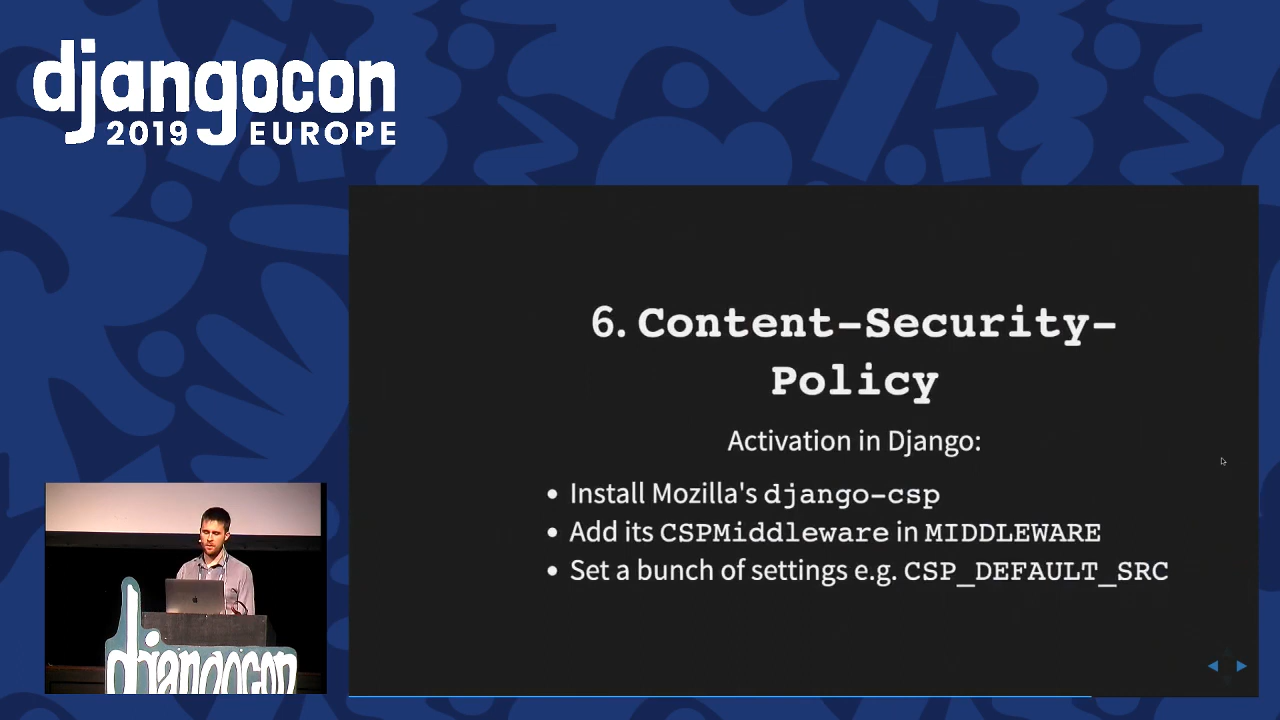 djangocon
2019 EUROPE
6. Content-Security-
Policy
Activation in Django:
• Install Mozilla's django-csp
• Add its CSPMiddleware in MIDDLEWARE
• Set a bunch of settings e.g. CSP_DEFAULT_SRC
djangocon